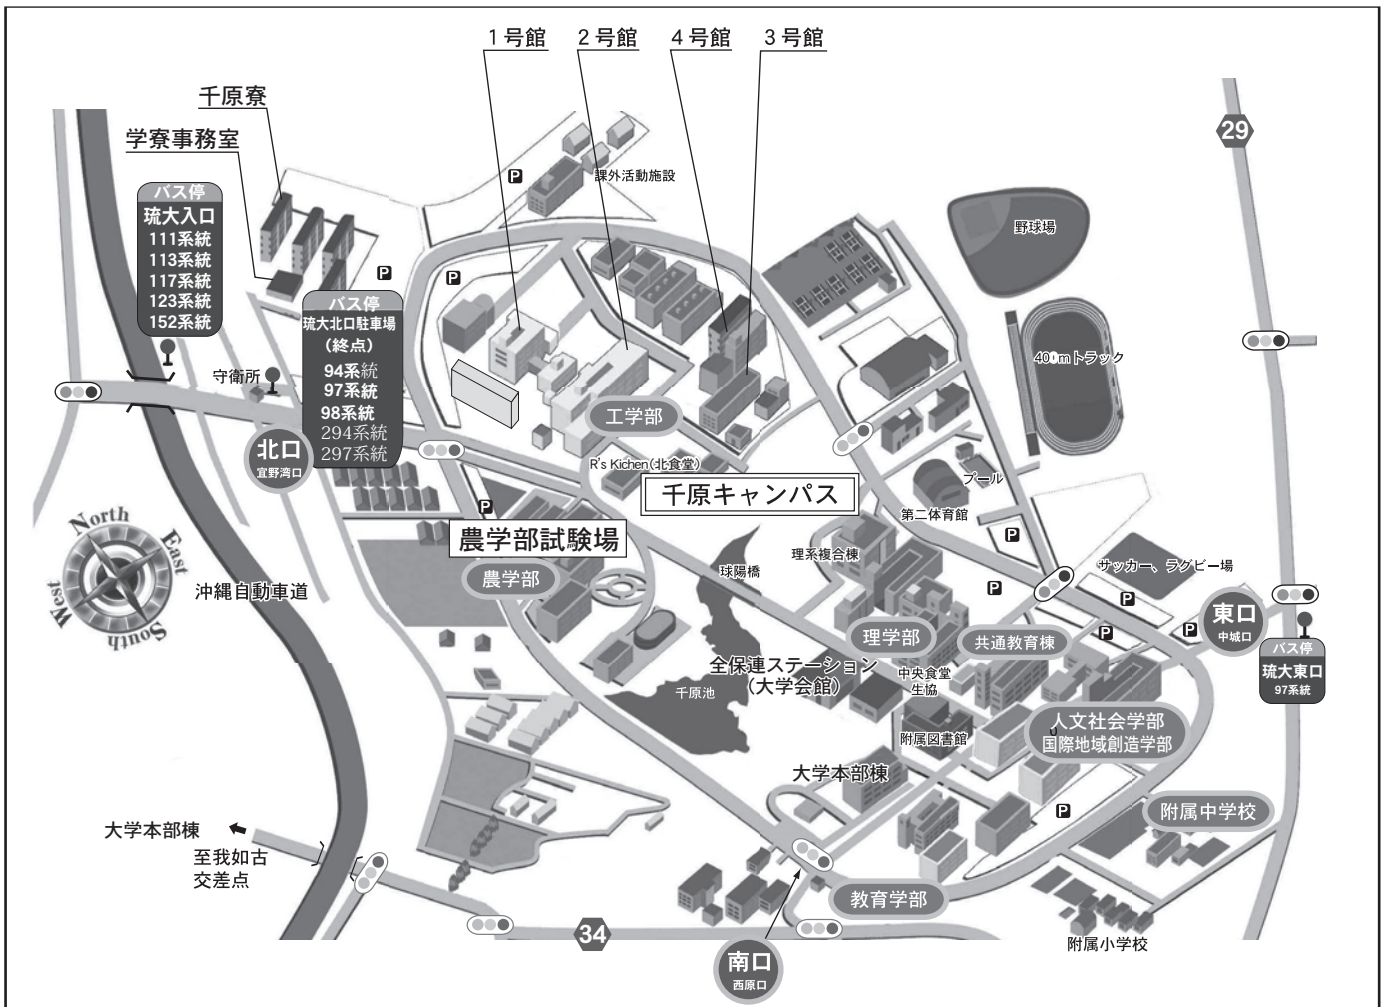 1号館
2号館
4号館
3号館
千原寮
学寮事務室
29
課外活動施設
バス停
琉大入口
111系統
113系統
117系統
123系統
152系統
野球場
バス停
琉大北口駐車場
(終点)
94系統
97系統
98系統
294系統
297系統
400mトラック
守衛所
工学部
北口
宜野湾口
R's Kichen(北食堂)
千原キャンパス
プール
第二体育館
North
East
West
South
農学部試験場
農学部
理系複合棟
球陽橋
サッカー、ラグビー場
沖縄自動車道
東口
中城口
バス停
琉大東口
97系統
理学部
共通教育棟
全保連ステーション
(大学会館)
中央食堂
生協
千原池
人文社会学部
国際地域創造学部
附属図書館
大学本部棟
附属中学校
大学本部棟
至我如古
交差点
教育学部
34
附属小学校
南口
西原口
P
P
P
P
P
P
P
P
P
P